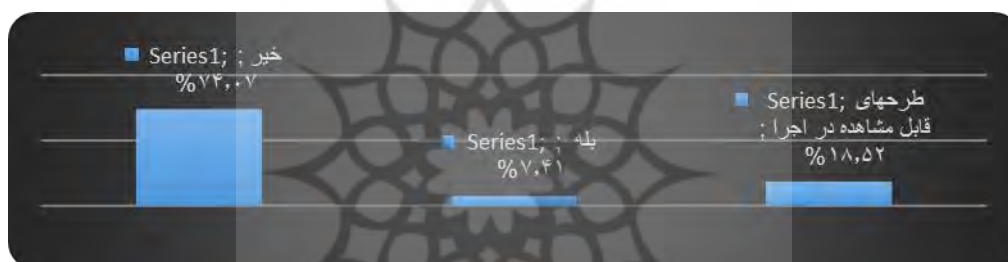 Series1; خیر ;
%۷۴,۰۷
Series1; بله ;
%۷,۴۱
Series1; طرحهای
قابل مشاهده در اجرا ;
%۱۸,۵۲